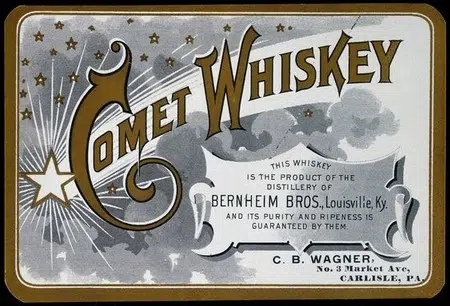 COMET WHISKEY
THIS WHISKEY
IS THE PRODUCT OF THE
DISTILLERY OF
BERNHEIM BROS., Louisville, Ky.
AND ITS PURITY AND RIPENESS IS
GUARANTEED BY THEM.
C. B. WAGNER,
No. 3 Market Ave,
CARLISLE, PA.